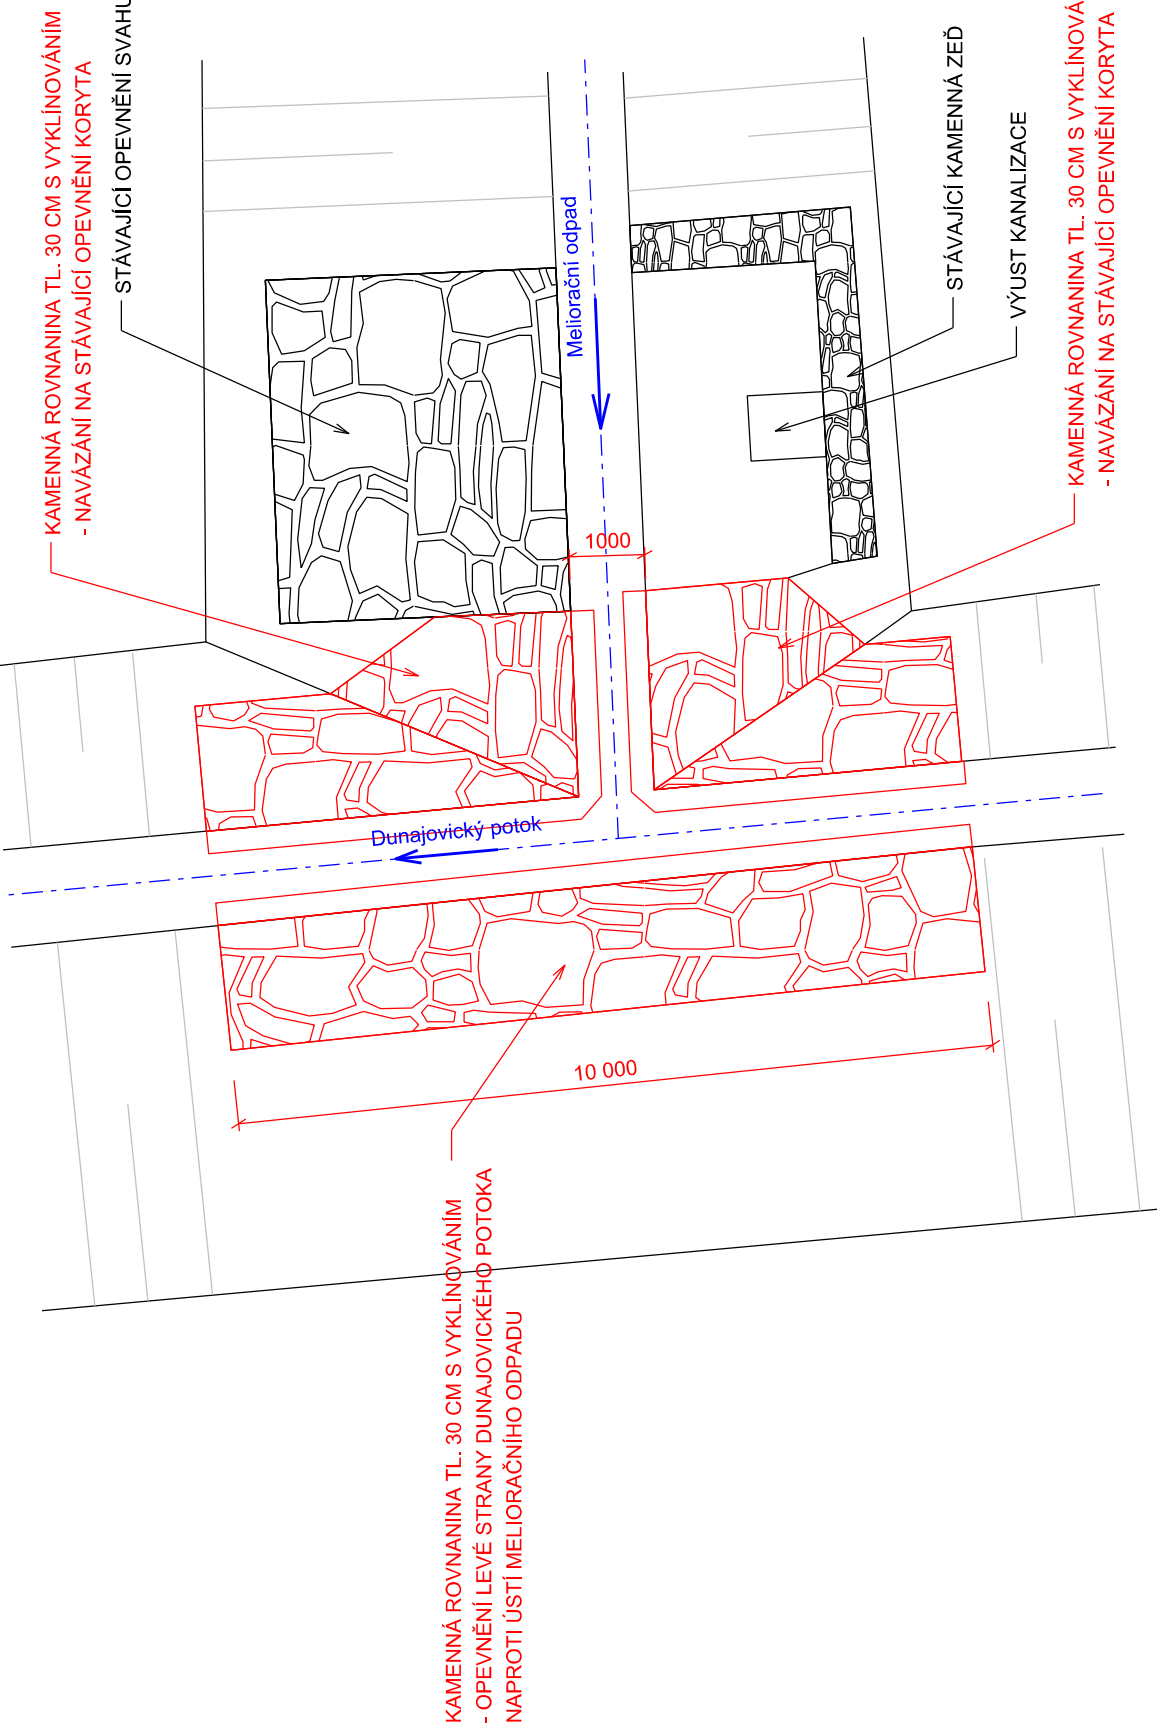 KAMENNÁ ROVNANINA TL. 30 CM S VYKLÍNOVÁNÍM
- NAVÁZÁNÍ NA STÁVAJÍCÍ OPEVNĚNÍ KORYTA
STÁVAJÍCÍ OPEVNĚNÍ SVAHU
Meliorační odpad
STÁVAJÍCÍ KAMENNÁ ZEĎ
VÝUST KANALIZACE
KAMENNÁ ROVNANINA TL. 30 CM S VYKLÍNOVÁ
- NAVÁZÁNÍ NA STÁVAJÍCÍ OPEVNĚNÍ KORYTA
1000
Dunajovický potok
10 000
KAMENNÁ ROVNANINA TL. 30 CM S VYKLÍNOVÁNÍM
- OPEVNĚNÍ LEVÉ STRANY DUNAJOVICKÉHO POTOKA
NAPROTI ÚSTÍ MELIORAČNÍHO ODPADU